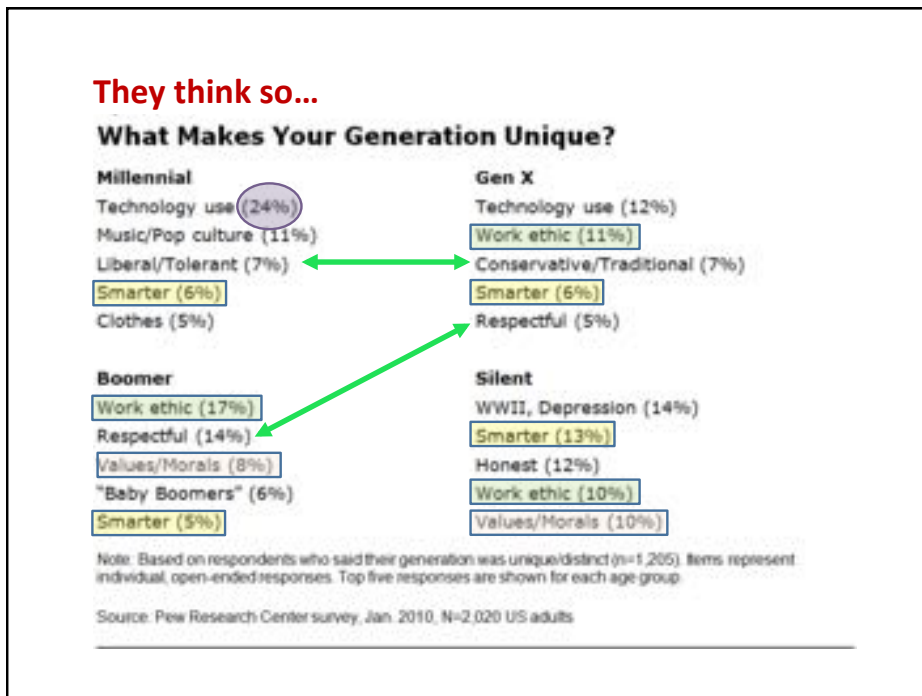 They think so…
What Makes Your Generation Unique?
Millennial
Technology use (24%)
Music/Pop culture (11%)
Liberal/Tolerant (7%)
Smarter (6%)
Clothes (5%)
Gen X
Technology use (12%)
Work ethic (11%)
Conservative/Traditional (7%)
Smarter (6%)
Respectful (5%)
Boomer
Work ethic (17%)
Respectful (14%)
Values/Morals (8%)
"Baby Boomers" (6%)
Smarter (5%)
Silent
WWII, Depression (14%)
Smarter (13%)
Honest (12%)
Work ethic (10%)
Values/Morals (10%)
Note: Based on respondents who said their generation was unique/distinct (n=1,205). Items represent
individual, open-ended responses. Top five responses are shown for each age group.
Source: Pew Research Center survey, Jan. 2010, N=2,020 US adults